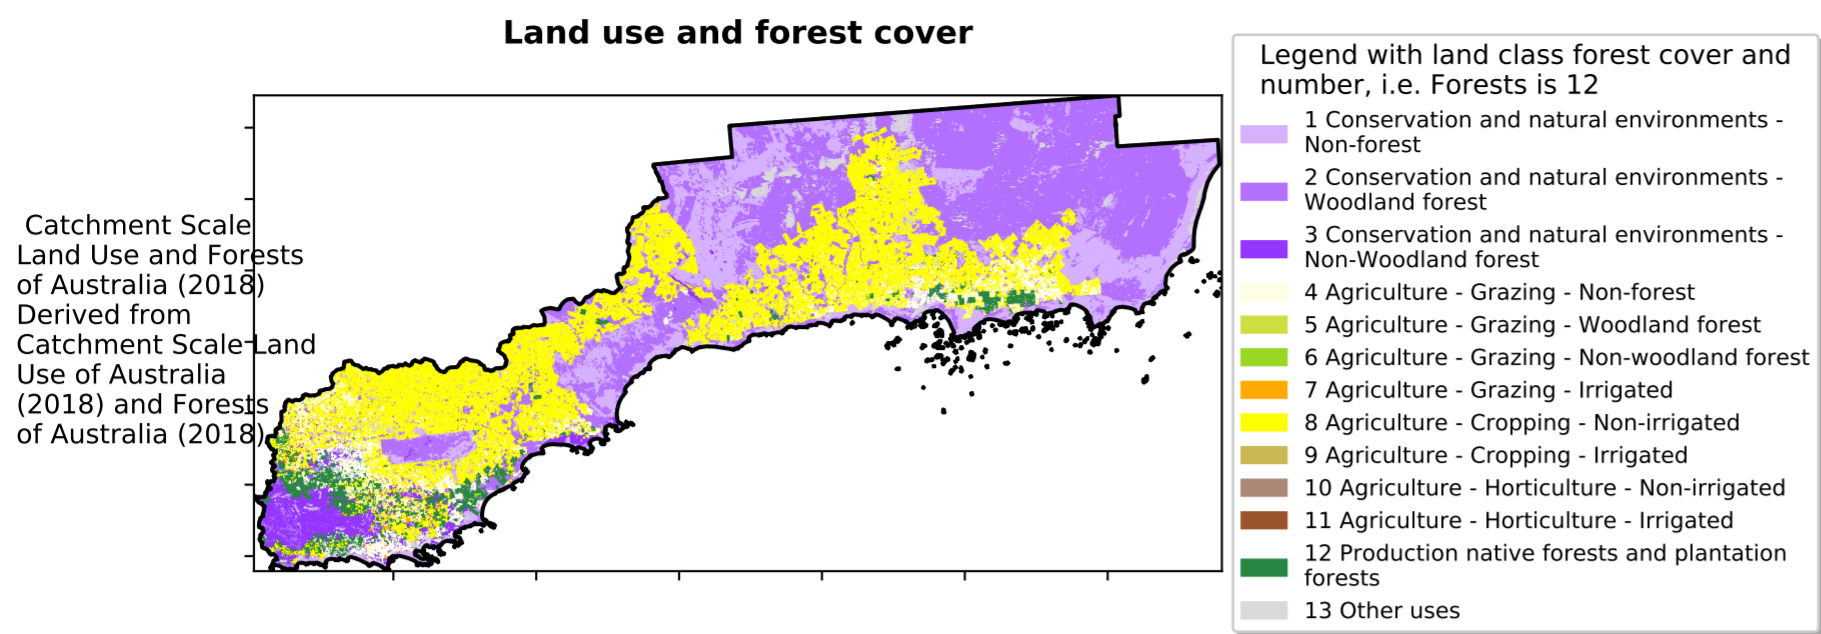 Land use and forest cover
Catchment Scale
Land Use and Forests
of Australia (2018)
Derived from
Catchment Scale Land
Use of Australia
(2018) and Forests
of Australia (2018)
Legend with land class forest cover and
number, i.e. Forests is 12
1 Conservation and natural environments -
Non-forest
2 Conservation and natural environments -
Woodland forest
3 Conservation and natural environments -
Non-Woodland forest
4 Agriculture - Grazing - Non-forest
5 Agriculture - Grazing - Woodland forest
6 Agriculture - Grazing - Non-woodland forest
7 Agriculture - Grazing - Irrigated
8 Agriculture - Cropping - Non-irrigated
9 Agriculture - Cropping - Irrigated
10 Agriculture - Horticulture - Non-irrigated
11 Agriculture - Horticulture - Irrigated
12 Production native forests and plantation
forests
13 Other uses